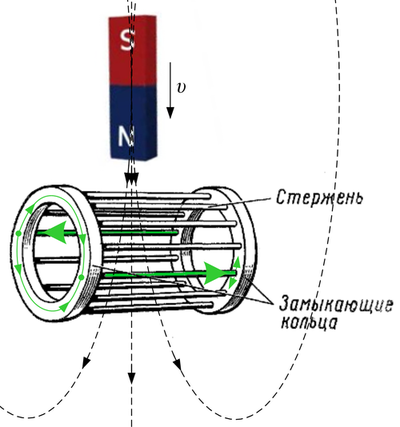 S
N
υ
Стержень
Замыкающие
кольца